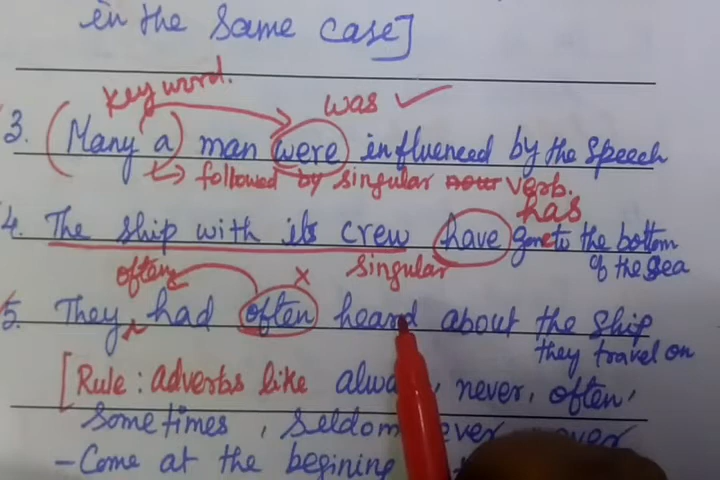 in the same case]
Key word.
was ✓
3. (Many a) man were influenced by the speech
↳ followed by singular verb.
has
4. The ship with its crew have gone to the bottom
of the sea
singular
often
×
5. They had often heard about the ship
they travel on
[Rule: adverbs like always, never, often,
sometimes, seldom
- Come at the begining